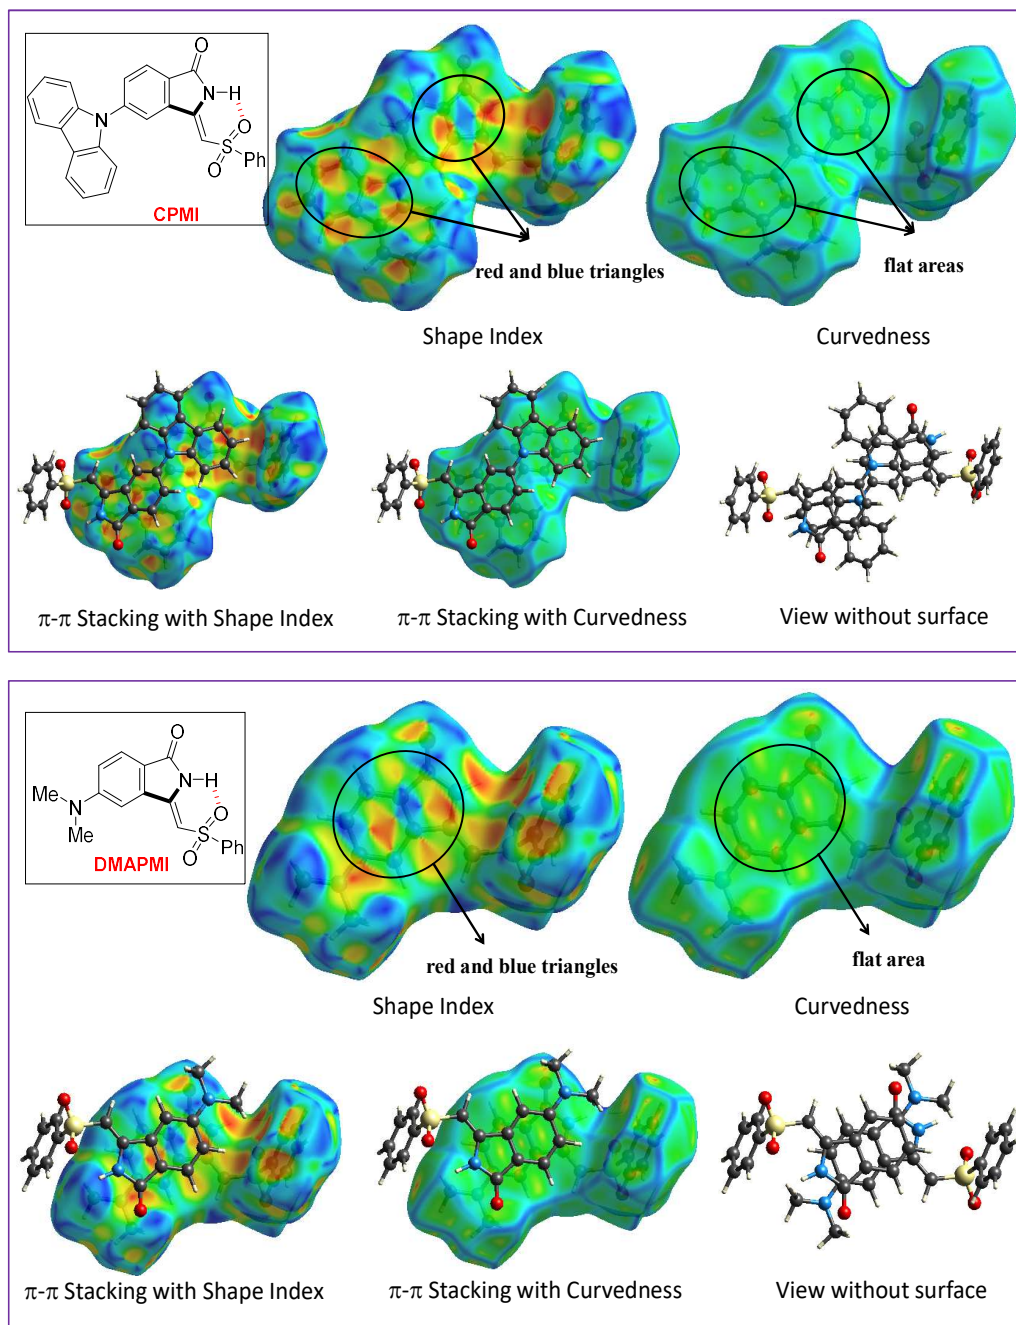 O
N
H
N
O
S
O
Ph
CPMI
red and blue triangles
flat areas
Shape Index
Curvedness
π-π Stacking with Shape Index
π-π Stacking with Curvedness
View without surface
O
N
H
Me
N
Me
O
S
O
Ph
DMAPMI
red and blue triangles
flat area
Shape Index
Curvedness
π-π Stacking with Shape Index
π-π Stacking with Curvedness
View without surface